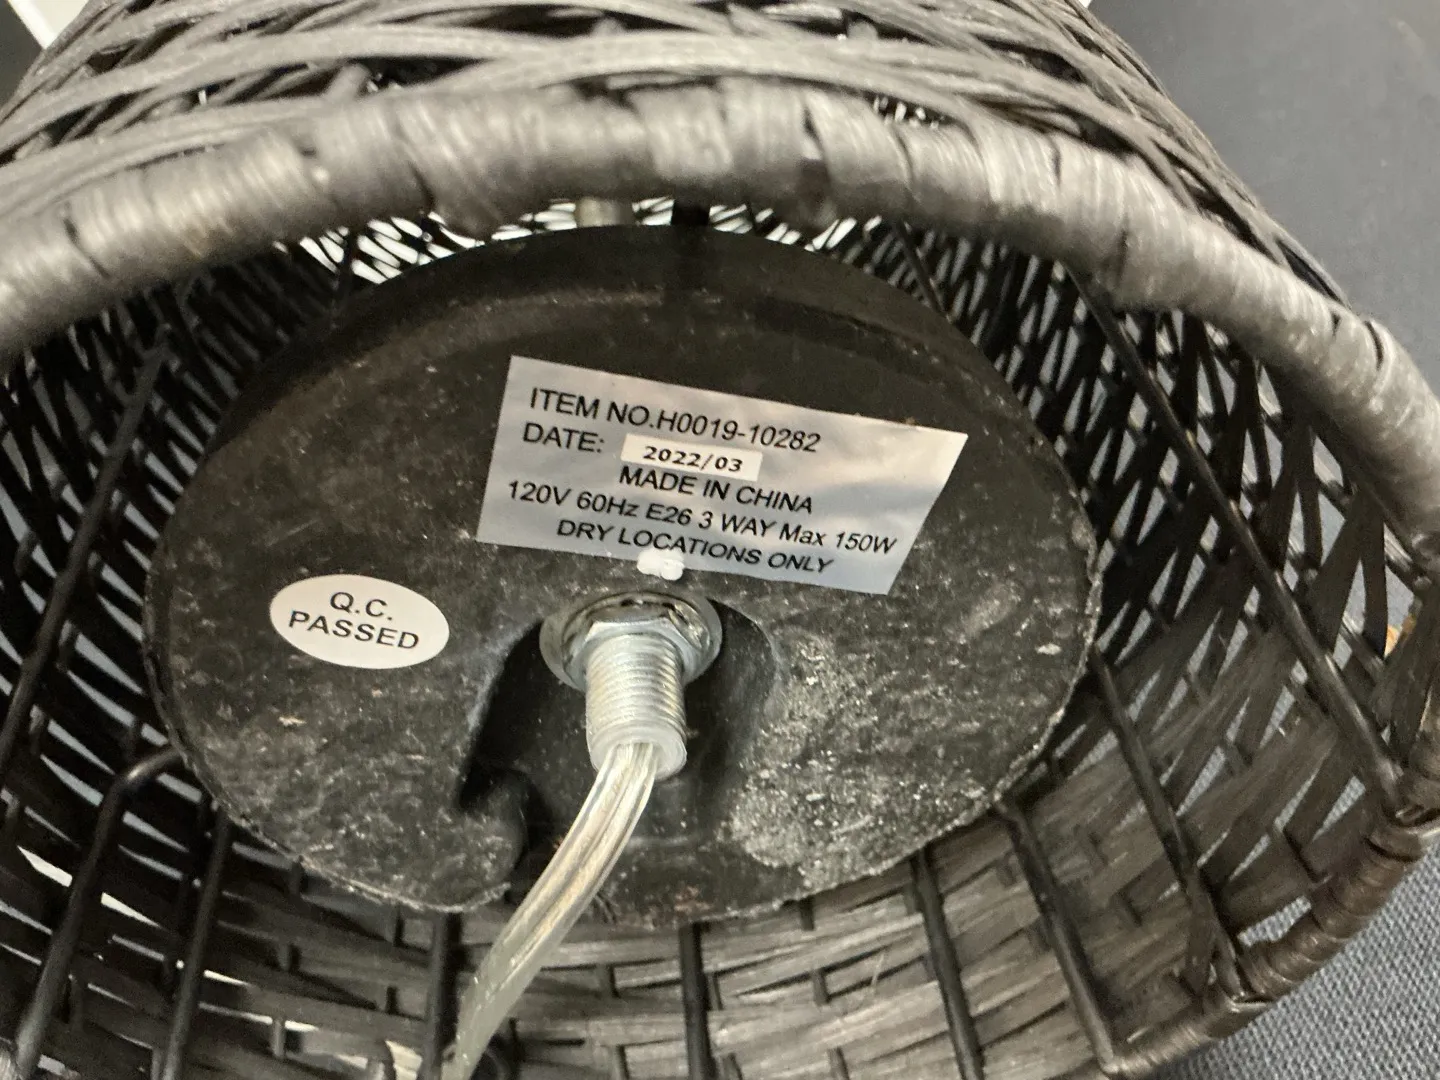 ITEM NO.H0019-10282
DATE: 2022/03
MADE IN CHINA
120V 60Hz E26 3 WAY Max 150W
DRY LOCATIONS ONLY
Q.C.
PASSED